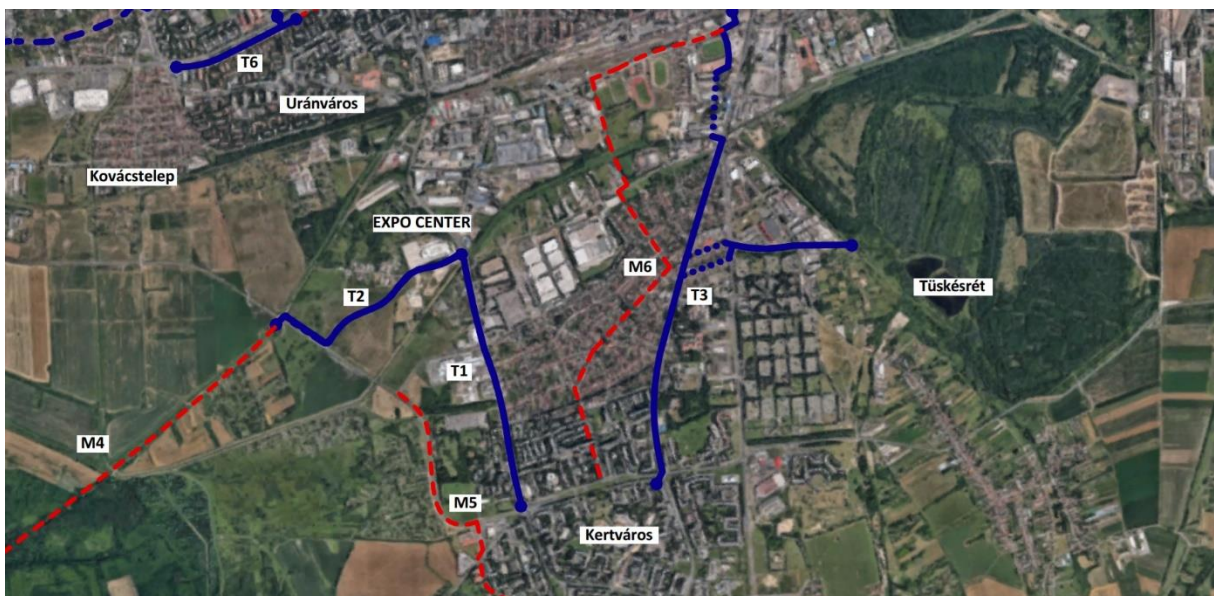 T6
Uránváros
Kovácstelep
EXPO CENTER
M6
T2
T3
Tüskésrét
T1
M4
M5
Kertváros